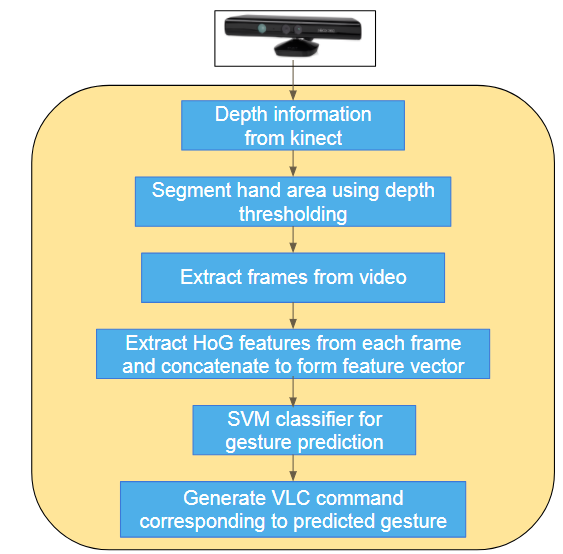 Depth information
from kinect
Segment hand area using depth
thresholding
Extract frames from video
Extract HoG features from each frame
and concatenate to form feature vector
SVM classifier for
gesture prediction
Generate VLC command
corresponding to predicted gesture